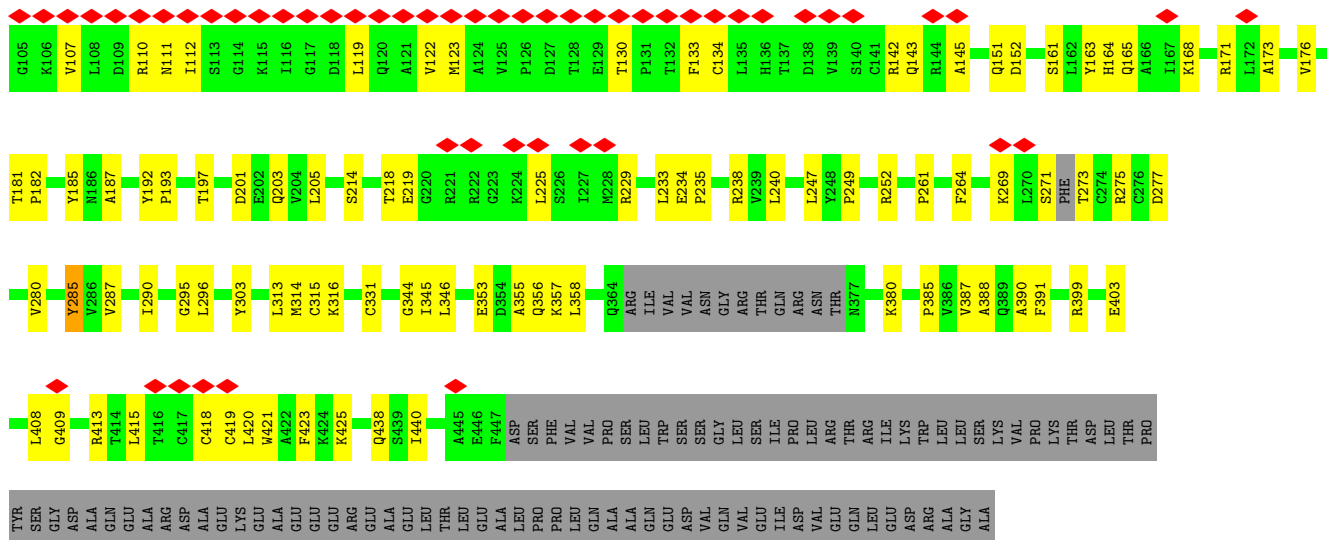 G105 K106 V107 L108 D109 R110 N111 I112 S113 G114 K115 I116 G117 D118 L119 Q120 A121 V122 M123 A124 V125 P126 D127 T128 E129 T130 P131 T132 F133 C134 L135 H136 T137 D138 V139 S140 C141 R142 Q143 R144 A145 Q151 D152 S161 L162 Y163 H164 Q165 A166 I167 K168 R171 L172 A173 V176
T181 P182 Y185 N186 A187 Y192 P193 T197 D201 E202 Q203 V204 L205 S214 T218 E219 G220 R221 R222 G223 K224 L225 S226 I227 M228 R229 L233 E234 P235 R238 V239 L240 L247 Y248 P249 R252 P261 F264 K269 L270 S271 PHE T273 C274 R275 C276 D277
V280 Y285 V286 V287 I290 G295 L296 Y303 L313 M314 C315 K316 C331 G344 I345 L346 E353 D354 A355 Q356 K357 L358 Q364 ARG ILE VAL VAL ASN GLY ARG THR GLN ARG ASN THR N377 K380 P385 V386 V387 A388 Q389 A390 F391 R399 E403
L408 G409 R413 T414 L415 T416 C417 C418 C419 L420 W421 A422 F423 K424 K425 Q438 S439 I440 A445 E446 F447 ASP SER PHE VAL VAL PRO SER LEU TRP SER SER GLY LEU SER ILE PRO LEU ARG THR ARG ILE LYS TRP LEU LEU SER LYS VAL PRO LYS THR ASP LEU THR PRO
TYR SER GLY ASP ALA GLN GLU ALA ARG ASP ALA GLU LYS GLU ALA GLU GLU GLU ARG GLU ALA GLU LEU THR LEU GLU ALA LEU PRO PRO LEU GLN ALA ALA GLN GLU ASP VAL GLN VAL GLU ILE ASP VAL GLU GLN LEU GLU ASP ARG ALA GLY ALA